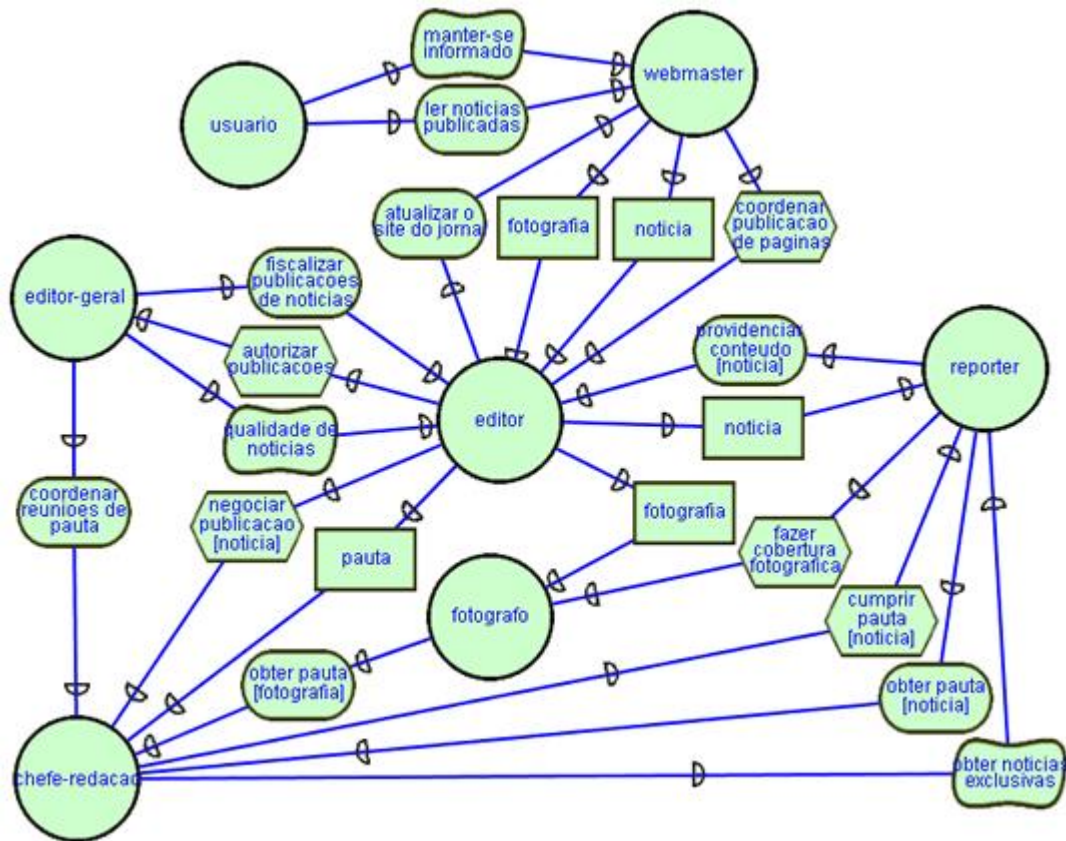 manter-se
informado
webmaster
usuario
ler noticias
publicadas
atualizar o
site do jornal
fotografia
noticia
coordenar
publicacao
de paginas
editor-geral
fiscalizar
publicacoes
de noticias
autorizar
publicacoes
qualidade de
noticias
editor
providenciar
conteudo
[noticia]
reporter
noticia
coordenar
reunioes de
pauta
negociar
publicacao
[noticia]
pauta
fotografia
fazer
cobertura
fotografica
fotografo
cumprir
pauta
[noticia]
obter pauta
[fotografia]
obter pauta
[noticia]
chefe-redacao
obter noticias
exclusivas